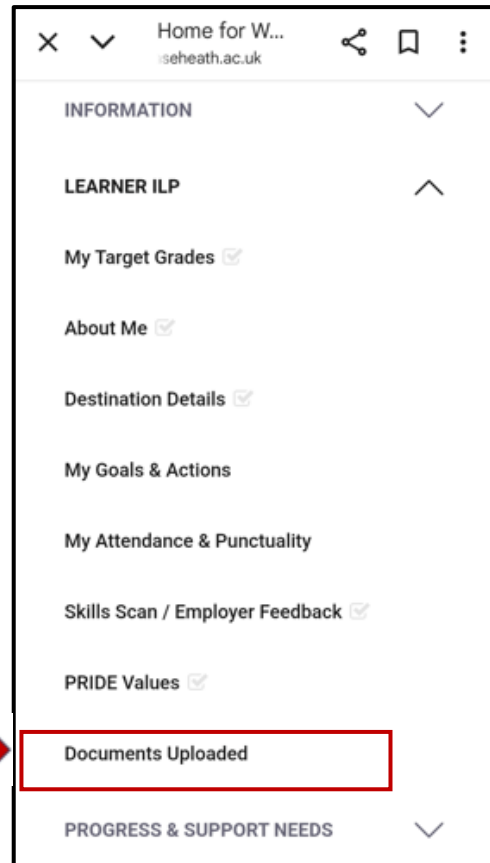 Home for W...
seheath.ac.uk
INFORMATION
LEARNER ILP
My Target Grades
About Me
Destination Details
My Goals & Actions
My Attendance & Punctuality
Skills Scan / Employer Feedback
PRIDE Values
Documents Uploaded
PROGRESS & SUPPORT NEEDS